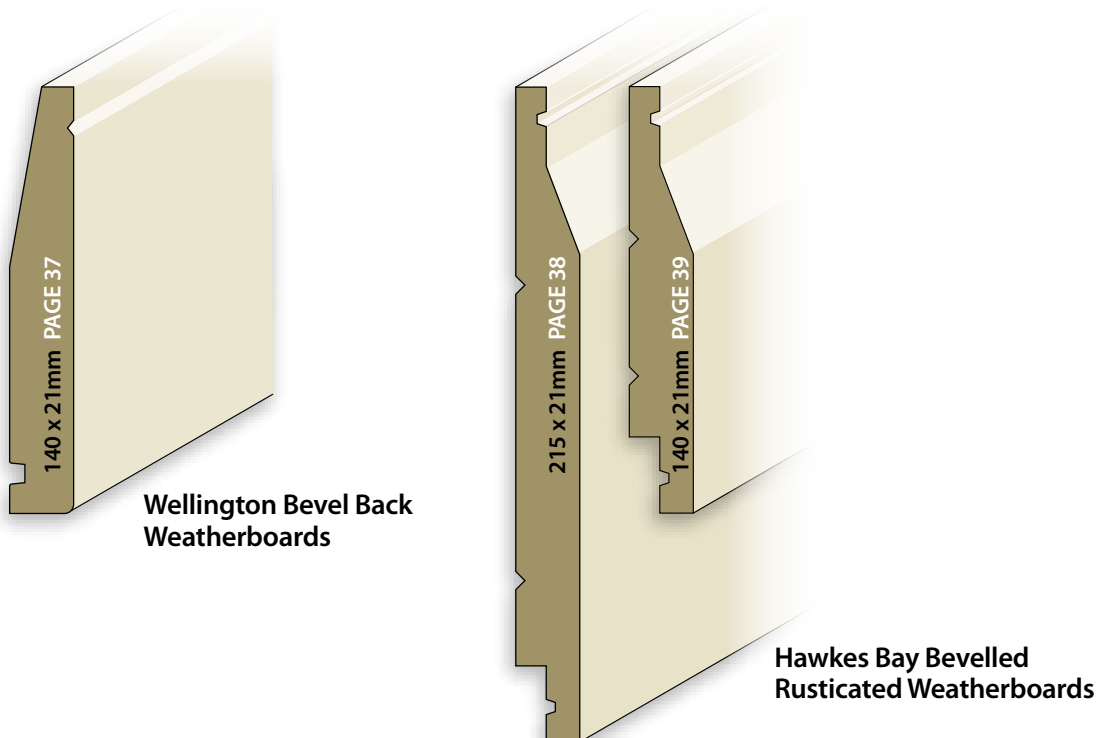 140 x 21mm PAGE 37
Wellington Bevel Back
Weatherboards
215 x 21mm PAGE 38
140 x 21mm PAGE 39
Hawkes Bay Bevelled
Rusticated Weatherboards